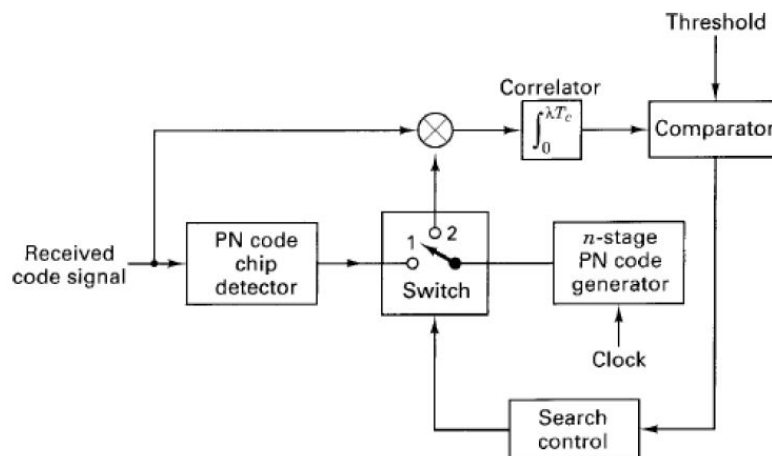 Threshold
Correlator
∫₀^λT_c
Comparator
Received
code signal
PN code
chip
detector
1
2
Switch
n-stage
PN code
generator
Clock
Search
control